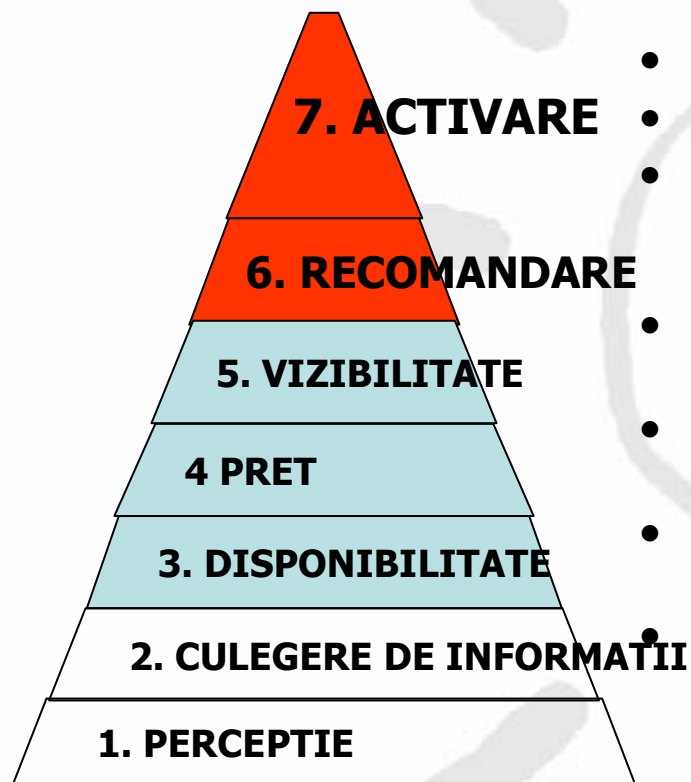 7. ACTIVARE
6. RECOMANDARE
5. VIZIBILITATE
4 PRET
3. DISPONIBILITATE
2. CULEGERE DE INFORMATII
1. PERCEPTIE